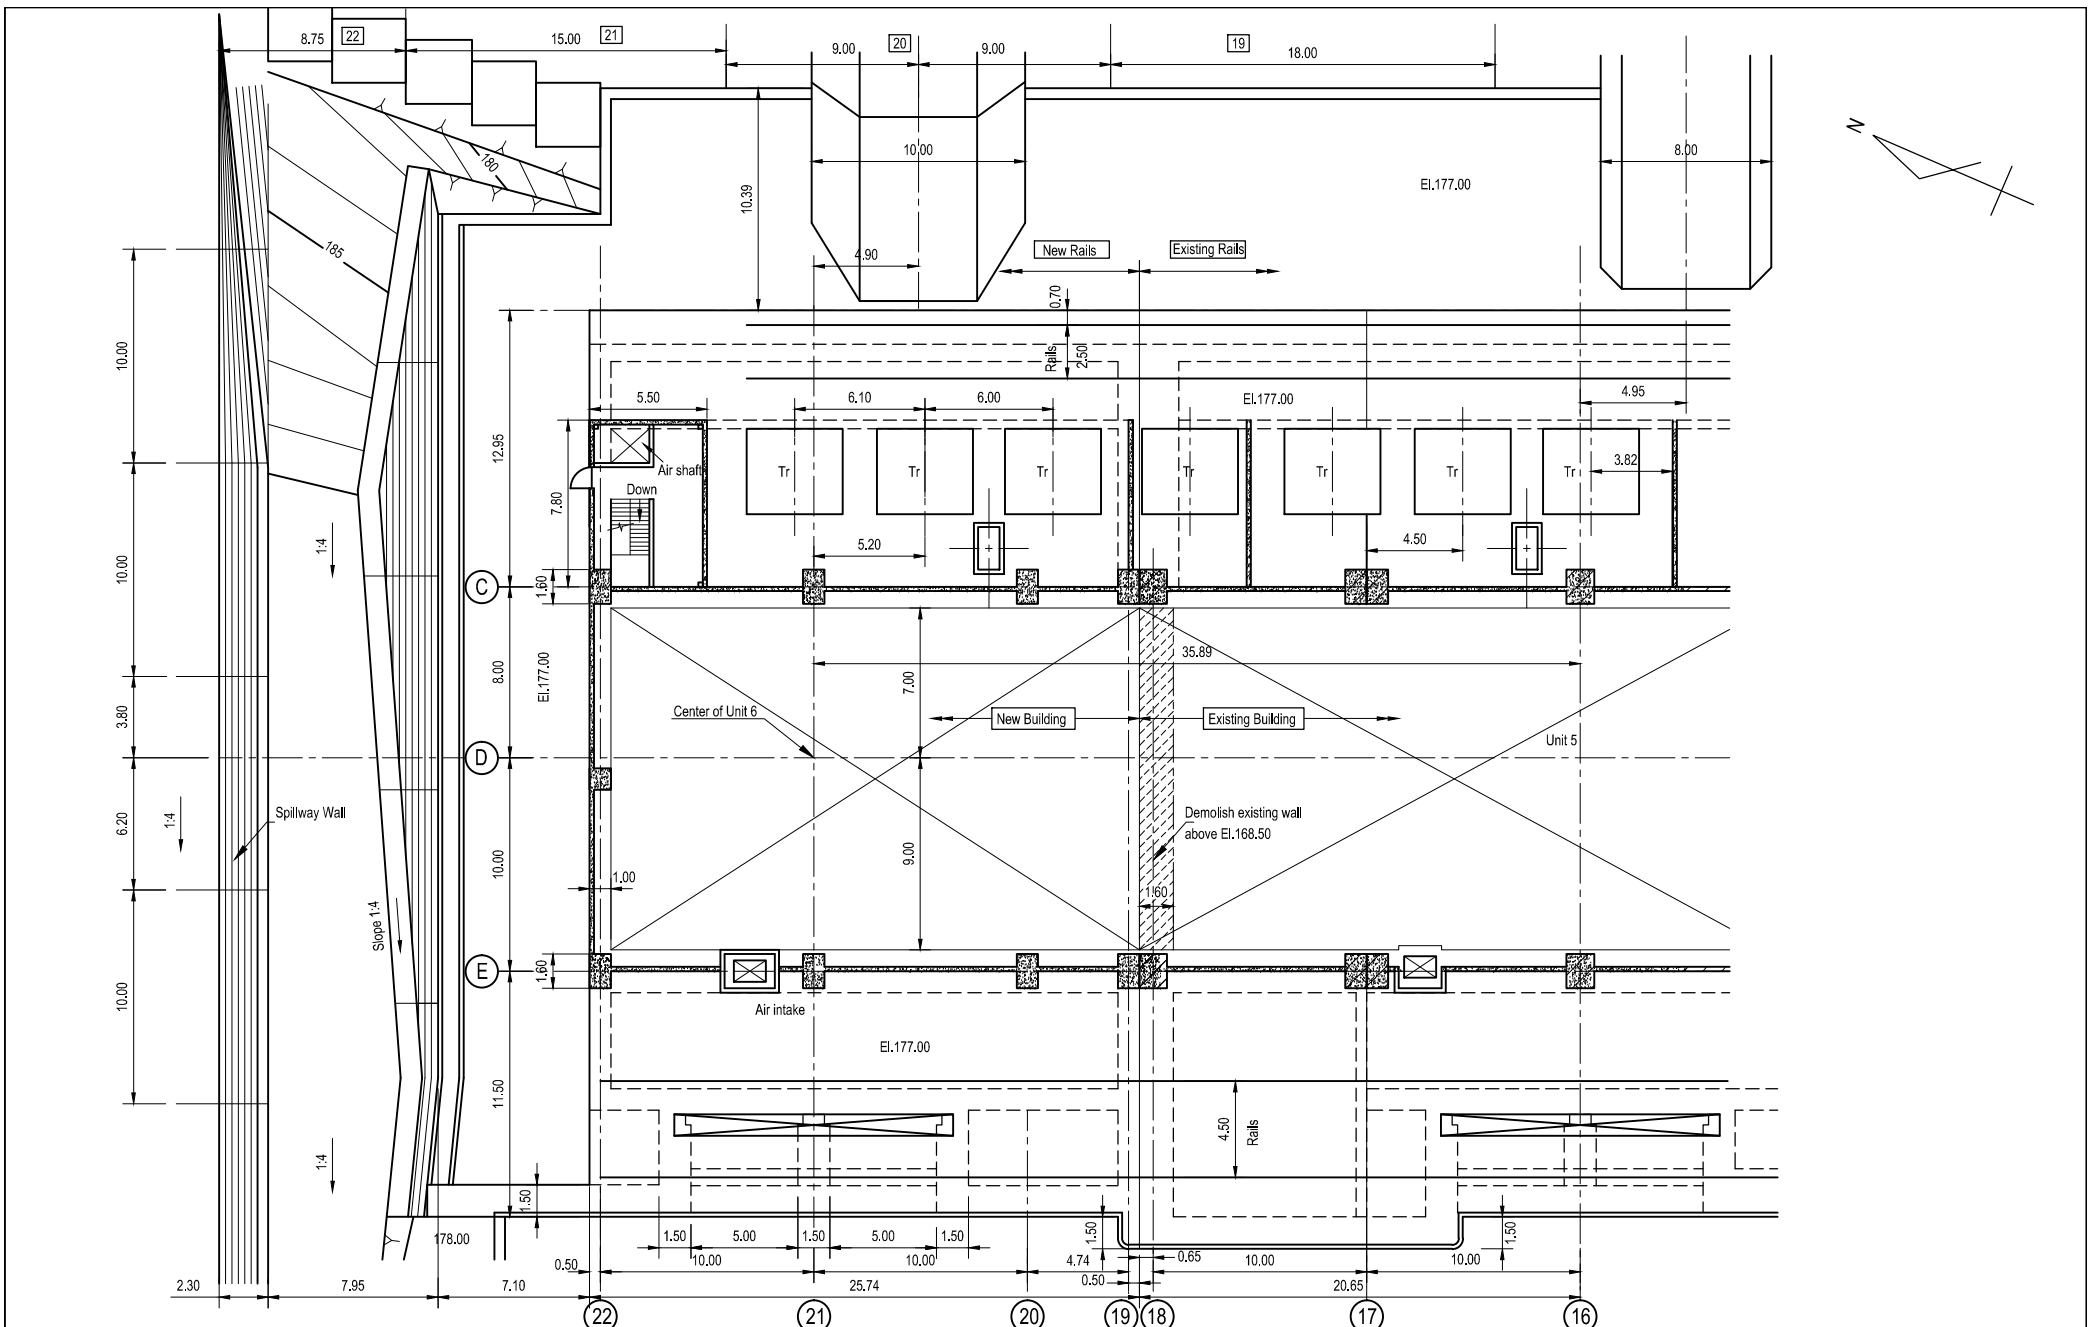 8.75
22
15.00
21
9.00
20
9.00
19
18.00
N
180
10.00
8.00
10.39
El.177.00
185
4.90
New Rails
Existing Rails
0.70
Rails
2.50
10.00
12.95
5.50
6.10
6.00
El.177.00
4.95
Air shaft
Tr
Tr
Tr
Tr
Tr
Tr
Tr
3.82
Down
7.80
1:4
5.20
4.50
10.00
C
1.60
8.00
El.177.00
7.00
35.89
3.80
Center of Unit 6
New Building
Existing Building
Unit 5
D
6.20
1:4
Spillway Wall
10.00
9.00
Demolish existing wall
above El.168.50
1.00
1.60
Slope 1:4
10.00
E
1.60
Air intake
El.177.00
11.50
4.50
Rails
1:4
1.50
178.00
1.50
5.00
1.50
5.00
1.50
1.50
1.50
0.50
10.00
10.00
4.74
0.65
10.00
10.00
2.30
7.95
7.10
25.74
0.50
20.65
22
21
20
19
18
17
16